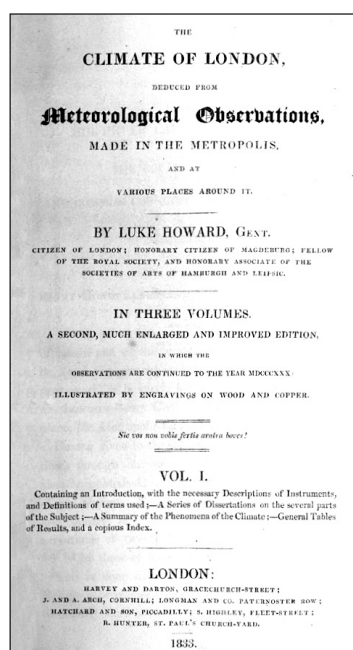 THE
CLIMATE OF LONDON,
DEDUCED FROM
Meteorological Observations,
MADE IN THE METROPOLIS,
AND AT
VARIOUS PLACES AROUND IT.
BY LUKE HOWARD, GENT.
CITIZEN OF LONDON; HONORARY CITIZEN OF MAGDEBURG; FELLOW
OF THE ROYAL SOCIETY, AND HONORARY ASSOCIATE OF THE
SOCIETIES OF ARTS OF HAMBURGH AND LEIPSIC.
IN THREE VOLUMES.
A SECOND, MUCH ENLARGED AND IMPROVED EDITION,
IN WHICH THE
OBSERVATIONS ARE CONTINUED TO THE YEAR MDCCCXXX:
ILLUSTRATED BY ENGRAVINGS ON WOOD AND COPPER.
Sic vos non vobis fertis aratra boves!
VOL. I.
Containing an Introduction, with the necessary Descriptions of Instruments,
and Definitions of terms used;—A Series of Dissertations on the several parts
of the Subject;—A Summary of the Phenomena of the Climate;—General Tables
of Results, and a copious Index.
LONDON:
HARVEY AND DARTON, GRACECHURCH-STREET;
J. AND A. ARCH, CORNHILL; LONGMAN AND CO. PATERNOSTER ROW;
HATCHARD AND SON, PICCADILLY; S. HIGHLEY, FLEET-STREET;
R. HUNTER, ST. PAUL'S CHURCH-YARD.
1833.